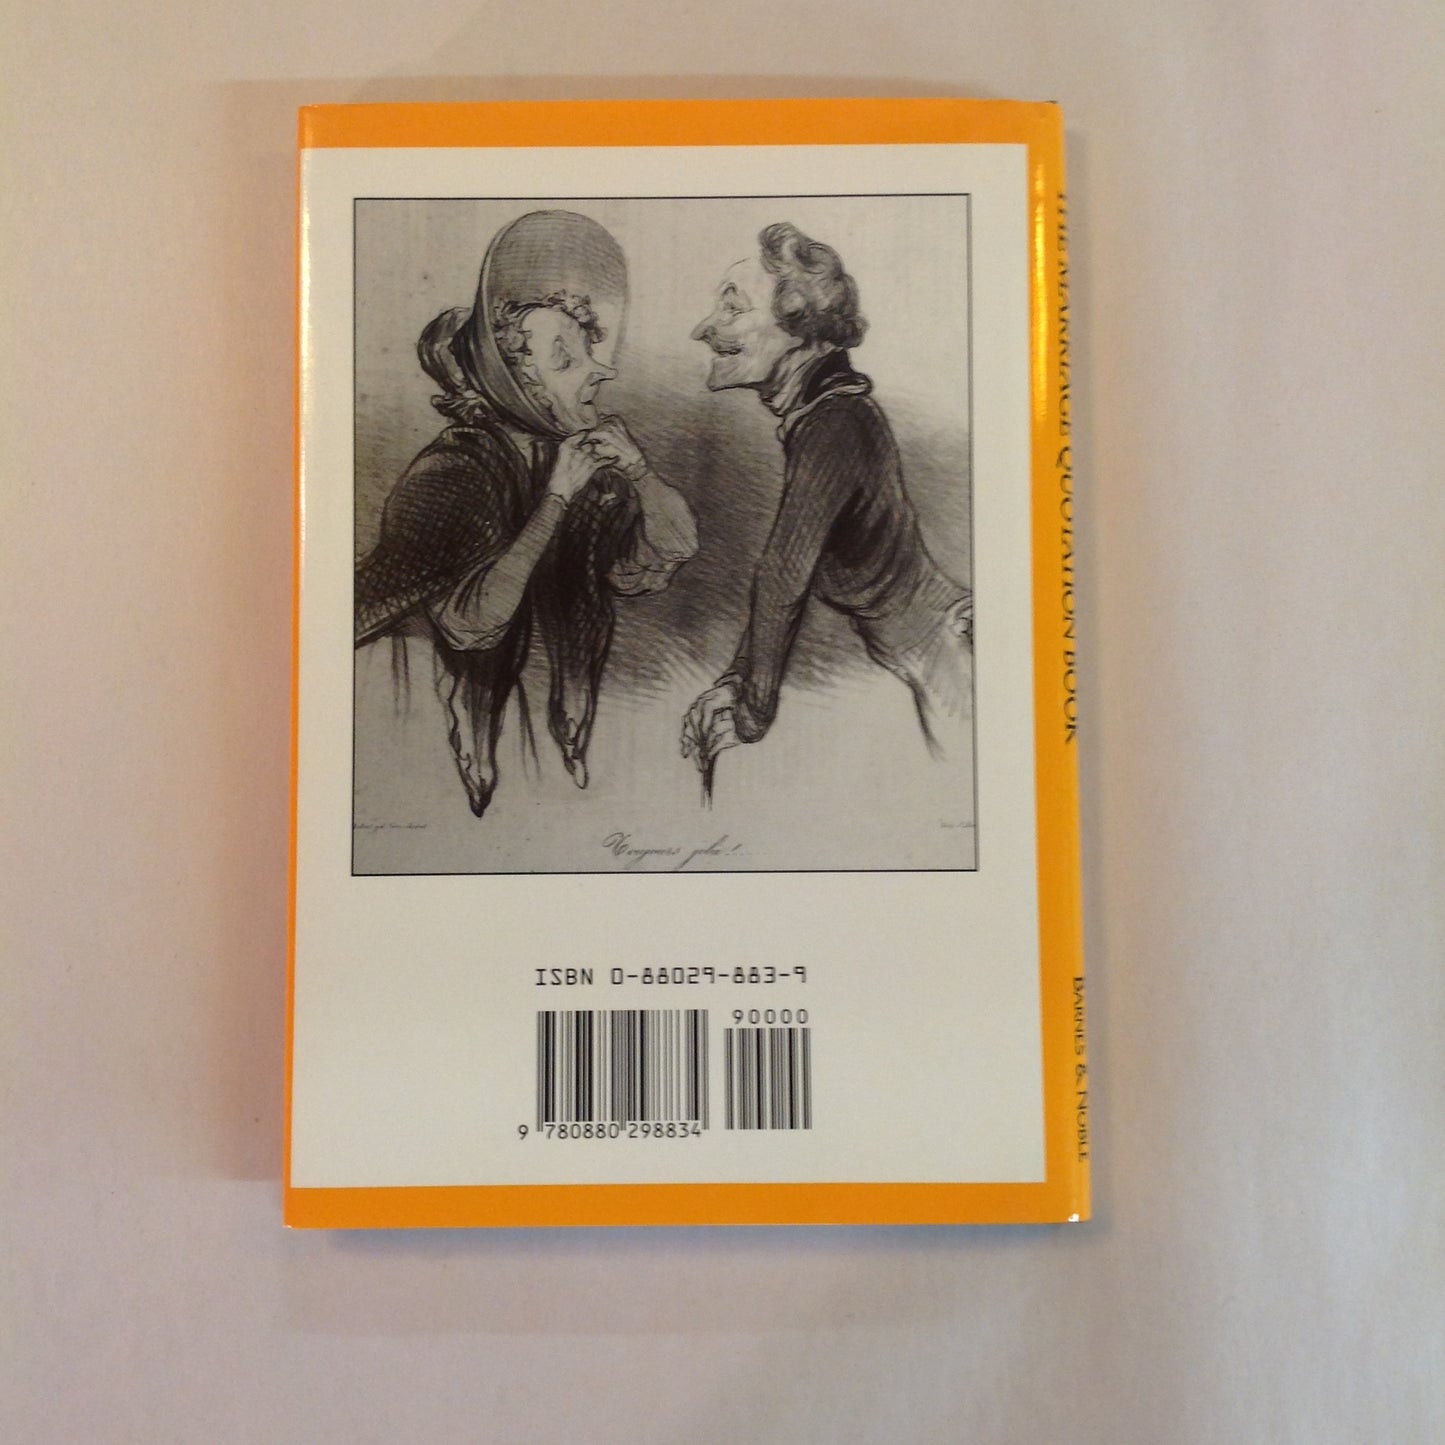 Toujours jolie!...
ISBN 0-88029-883-9
90000
9 780880 298834
THE MARRIAGE QUOTATION BOOK
BARNES & NOBLE